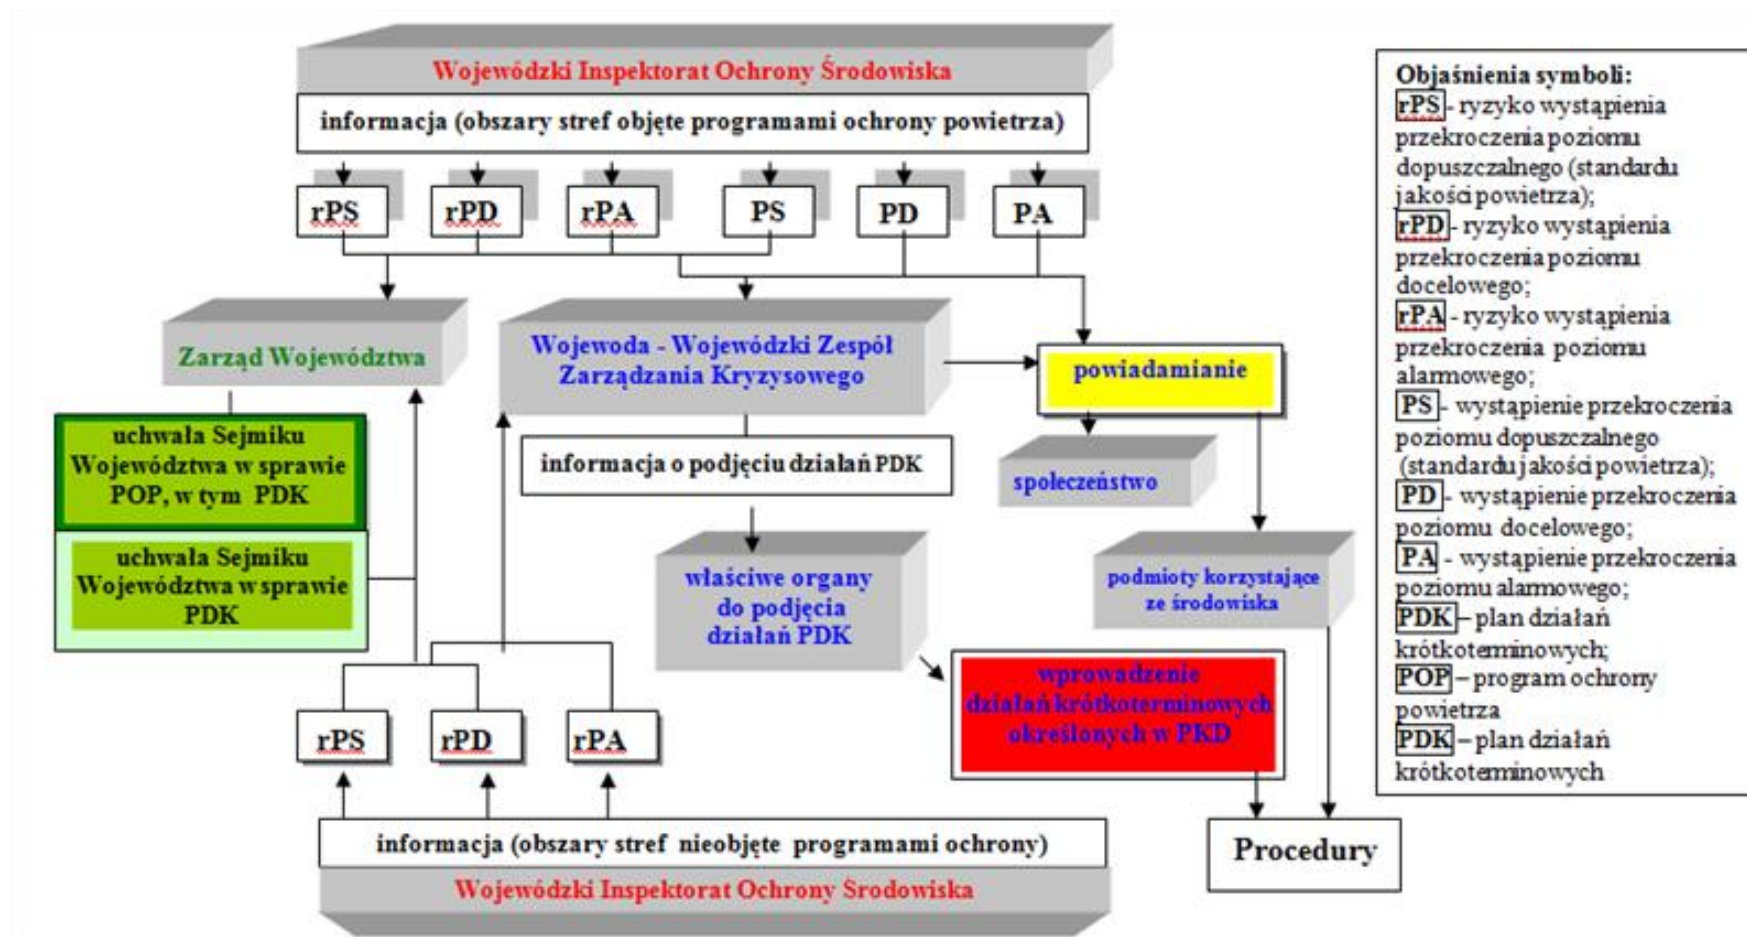 Wojewódzki Inspektorat Ochrony Środowiska
informacja (obszary stref objęte programami ochrony powietrza)
rPS
rPD
rPA
PS
PD
PA
Zarząd Województwa
Wojewoda - Wojewódzki Zespół
Zarządzania Kryzysowego
powiadamianie
uchwała Sejmiku
Województwa w sprawie
POP, w tym PDK
informacja o podjęciu działań PDK
społeczeństwo
uchwała Sejmiku
Województwa w sprawie
PDK
właściwe organy
do podjęcia
działań PDK
podmioty korzystające
ze środowiska
wprowadzenie
działań krótkoterminowych
określonych w PKD
rPS
rPD
rPA
informacja (obszary stref nieobjęte programami ochrony)
Wojewódzki Inspektorat Ochrony Środowiska
Procedury
Objaśnienia symboli:
rPS - ryzyko wystąpienia
przekroczenia poziomu
dopuszczalnego (standardu
jakości powietrza);
rPD - ryzyko wystąpienia
przekroczenia poziomu
docelowego;
rPA - ryzyko wystąpienia
przekroczenia poziomu
alarmowego;
PS - wystąpienie przekroczenia
poziomu dopuszczalnego
(standardu jakości powietrza);
PD - wystąpienie przekroczenia
poziomu docelowego;
PA - wystąpienie przekroczenia
poziomu alarmowego;
PDK – plan działań
krótkoterminowych;
POP – program ochrony
powietrza
PDK – plan działań
krótkoterminowych